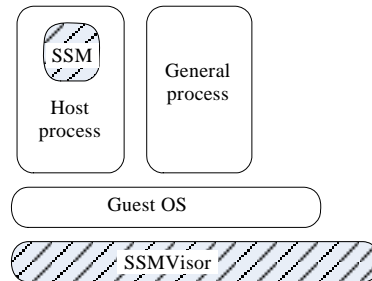 SSM
Host
process
General
process
Guest OS
SSMVisor